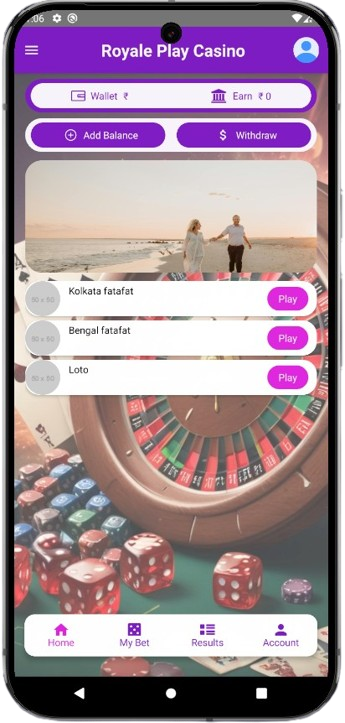 :06
Royale Play Casino
Wallet ₹
Earn ₹ 0
Add Balance
Withdraw
Kolkata fatafat
50 x 50
Play
Bengal fatafat
50 x 50
Play
Loto
50 x 50
Play
Home
My Bet
Results
Account